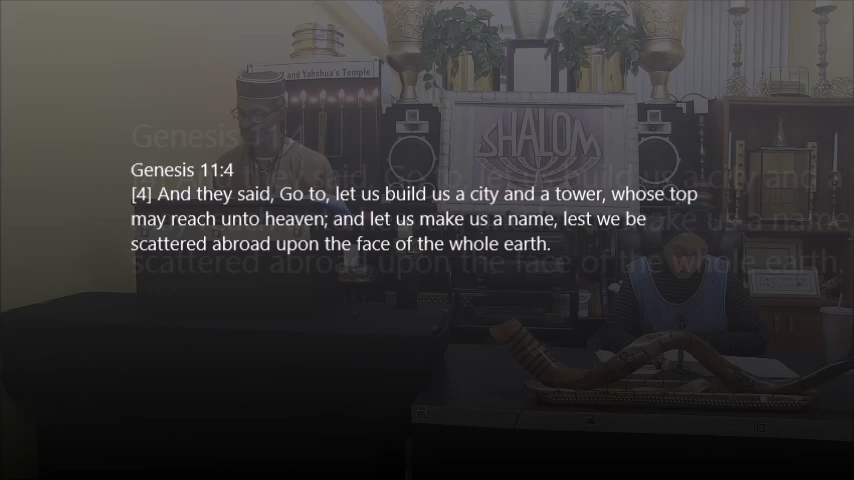 and Yahshua's Temple
SHALOM
Genesis 11:4
[4] And they said, Go to, let us build us a city and a tower, whose top
may reach unto heaven; and let us make us a name, lest we be
scattered abroad upon the face of the whole earth.